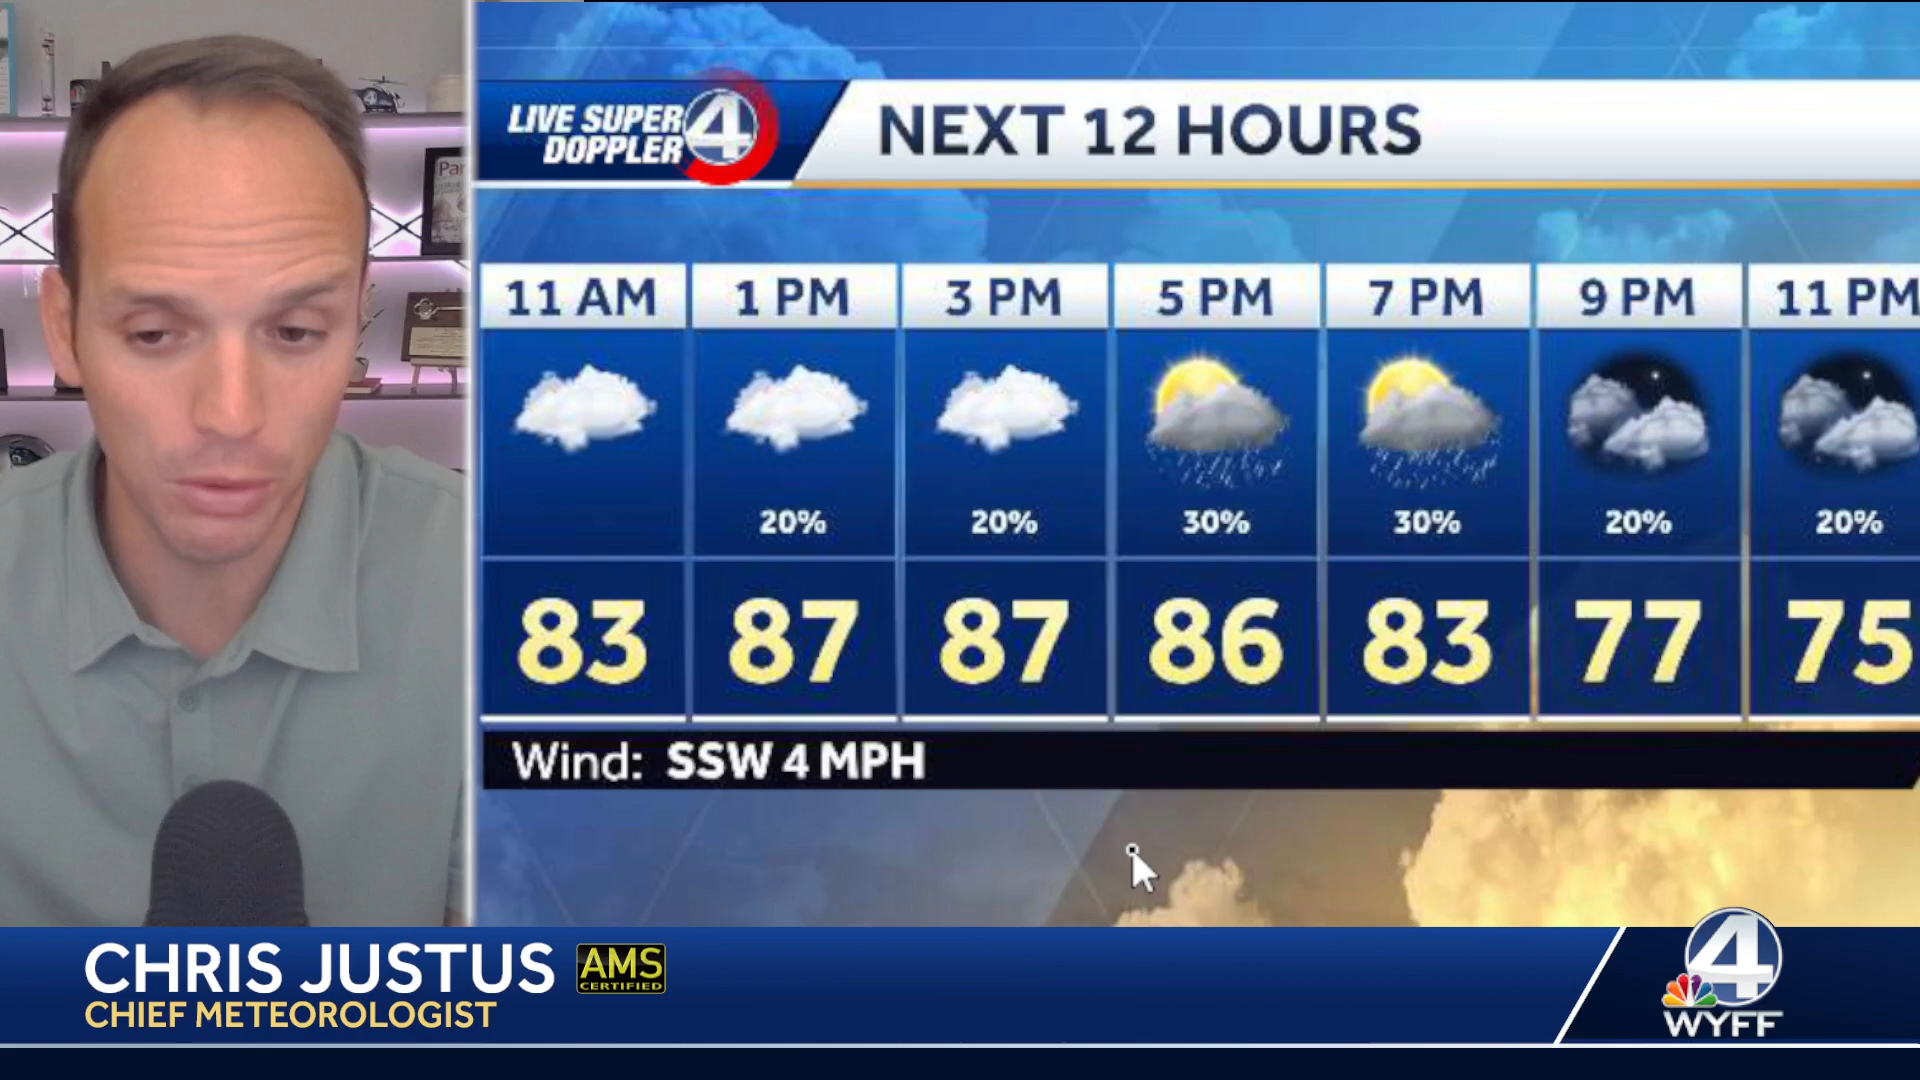 LIVE SUPER
DOPPLER 4
NEXT 12 HOURS
11 AM 1 PM 3 PM 5 PM 7 PM 9 PM 11 PM
20% 20% 30% 30% 20% 20%
83 87 87 86 83 77 75
Wind: SSW 4 MPH
CHRIS JUSTUS AMS
CERTIFIED
CHIEF METEOROLOGIST
4
WYFF